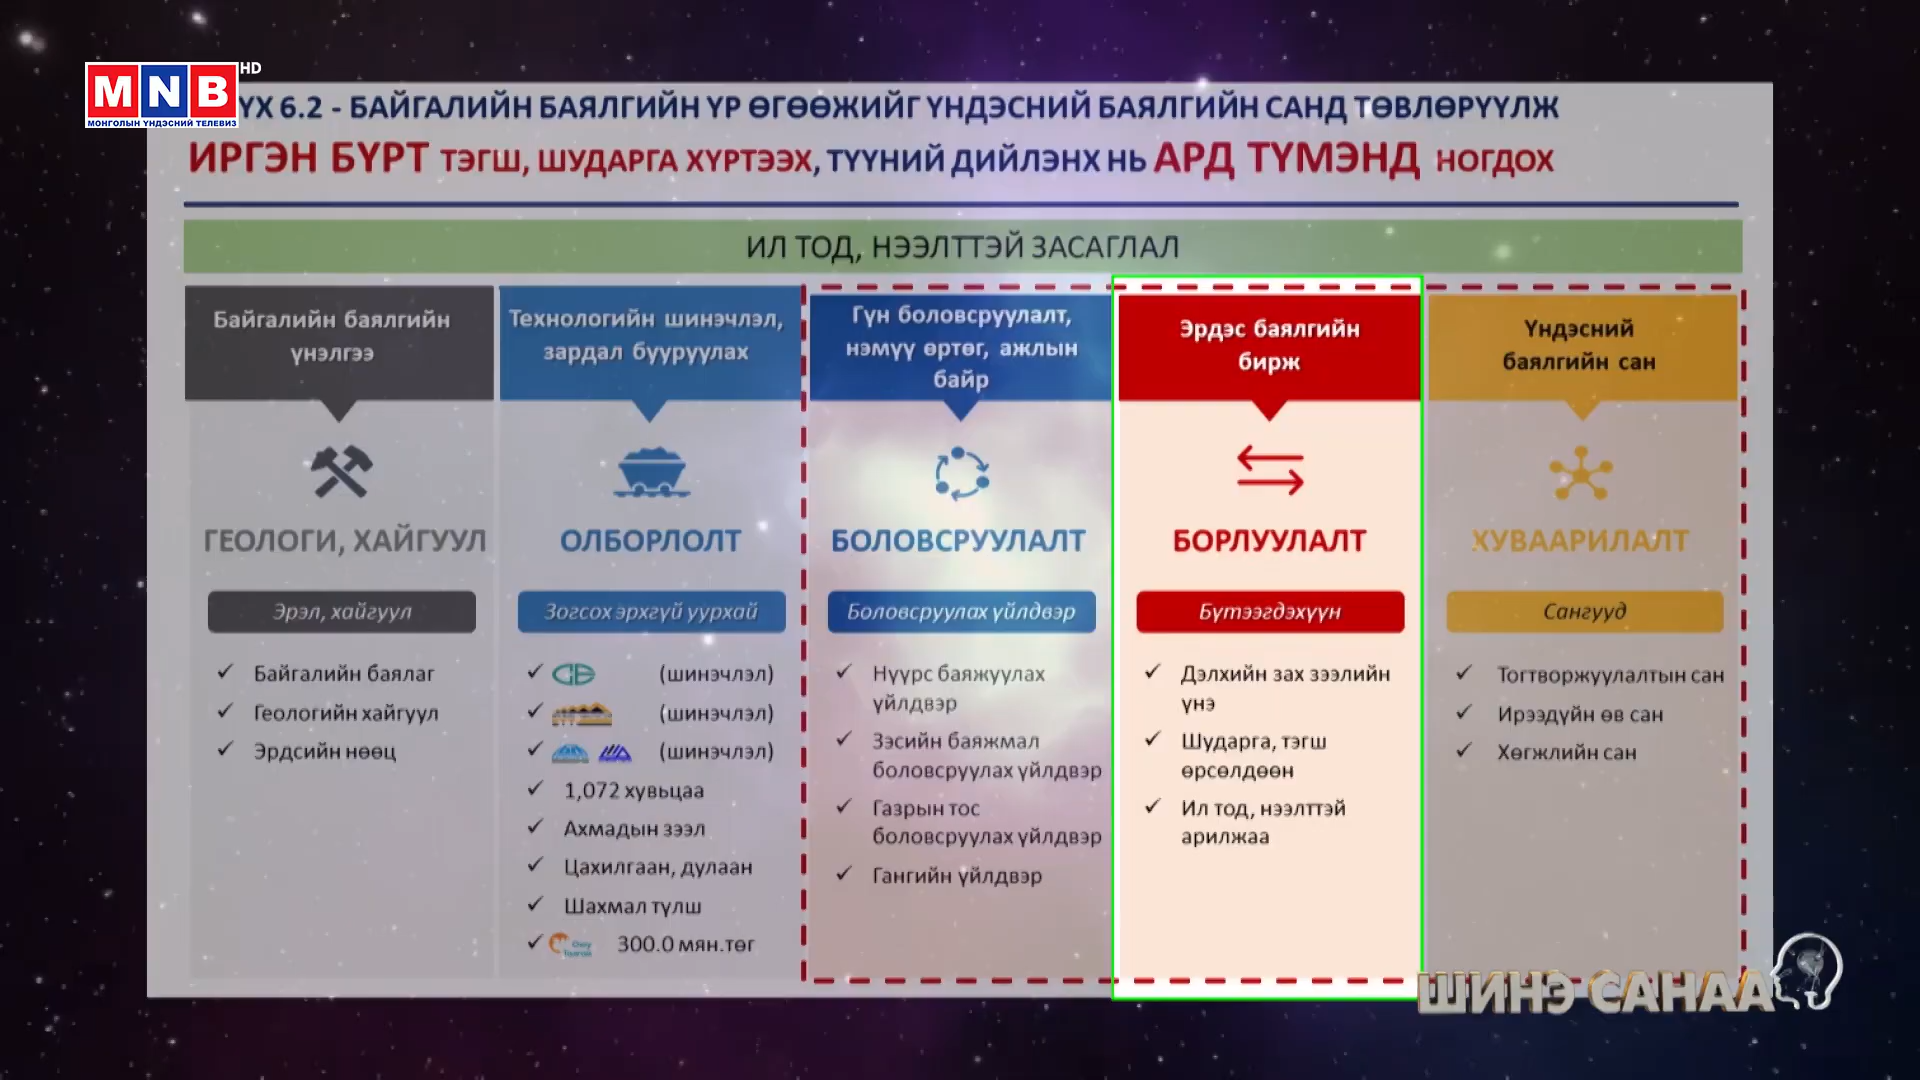 MNB HD
МОНГОЛЫН ҮНДЭСНИЙ ТЕЛЕВИЗ
ҮХ 6.2 - БАЙГАЛИЙН БАЯЛГИЙН ҮР ӨГӨӨЖИЙГ ҮНДЭСНИЙ БАЯЛГИЙН САНД ТӨВЛӨРҮҮЛЖ
ИРГЭН БҮРТ ТЭГШ, ШУДАРГА ХҮРТЭЭХ, ТҮҮНИЙ ДИЙЛЭНХ НЬ АРД ТҮМЭНД НОГДОХ
ИЛ ТОД, НЭЭЛТТЭЙ ЗАСАГЛАЛ
Байгалийн баялгийн
үнэлгээ
ГЕОЛОГИ, ХАЙГУУЛ
Эрэл, хайгуул
✓ Байгалийн баялаг
✓ Геологийн хайгуул
✓ Эрдсийн нөөц
Технологийн шинэчлэл,
зардал бууруулах
ОЛБОРЛОЛТ
Зогсох эрхгүй уурхай
✓ (шинэчлэл)
✓ (шинэчлэл)
✓ (шинэчлэл)
✓ 1,072 хувьцаа
✓ Ахмадын зээл
✓ Цахилгаан, дулаан
✓ Шахмал түлш
✓ 300.0 мян.төг
Гүн боловсруулалт,
нэмүү өртөг, ажлын
байр
БОЛОВСРУУЛАЛТ
Боловсруулах үйлдвэр
✓ Нүүрс баяжуулах
үйлдвэр
✓ Зэсийн баяжмал
боловсруулах үйлдвэр
✓ Газрын тос
боловсруулах үйлдвэр
✓ Гангийн үйлдвэр
Эрдэс баялгийн
бирж
БОРЛУУЛАЛТ
Бүтээгдэхүүн
✓ Дэлхийн зах зээлийн
үнэ
✓ Шударга, тэгш
өрсөлдөөн
✓ Ил тод, нээлттэй
арилжаа
Үндэсний
баялгийн сан
ХУВААРИЛАЛТ
Сангууд
✓ Тогтворжуулалтын сан
✓ Ирээдүйн өв сан
✓ Хөгжлийн сан
ШИНЭ САНАА